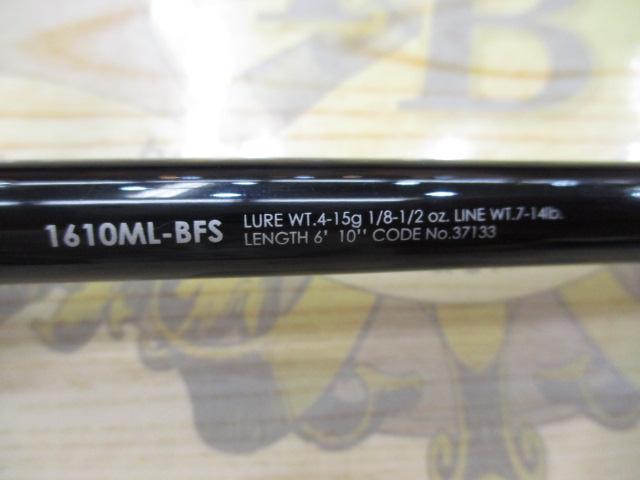 1610ML-BFS
LURE WT.4-15g 1/8-1/2 oz. LINE WT.7-14lb.
LENGTH 6' 10'' CODE No.37133
B